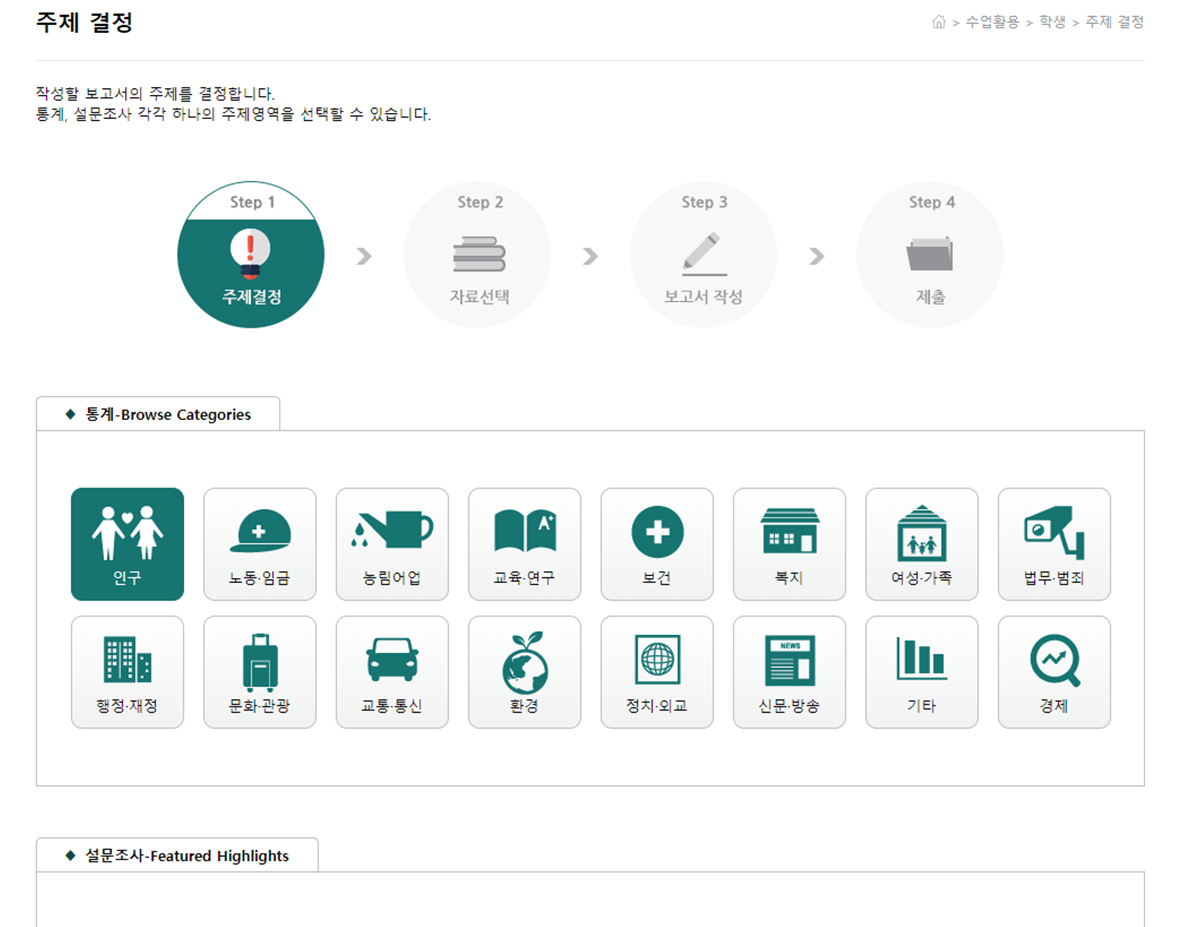 주제 결정
> 수업활용 > 학생 > 주제 결정
작성할 보고서의 주제를 결정합니다.
통계, 설문조사 각각 하나의 주제영역을 선택할 수 있습니다.
Step 1
주제결정
Step 2
자료선택
Step 3
보고서 작성
Step 4
제출
통계-Browse Categories
인구
노동·임금
농림어업
A+
교육·연구
보건
복지
여성·가족
법무·범죄
행정·재정
문화·관광
교통·통신
환경
정치·외교
NEWS
신문·방송
기타
경제
설문조사-Featured Highlights